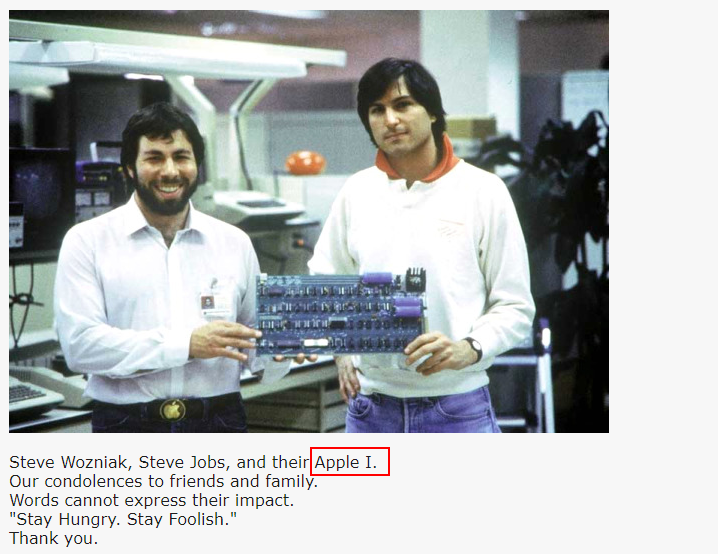 Steve Wozniak, Steve Jobs, and their Apple I.
Our condolences to friends and family.
Words cannot express their impact.
"Stay Hungry. Stay Foolish."
Thank you.